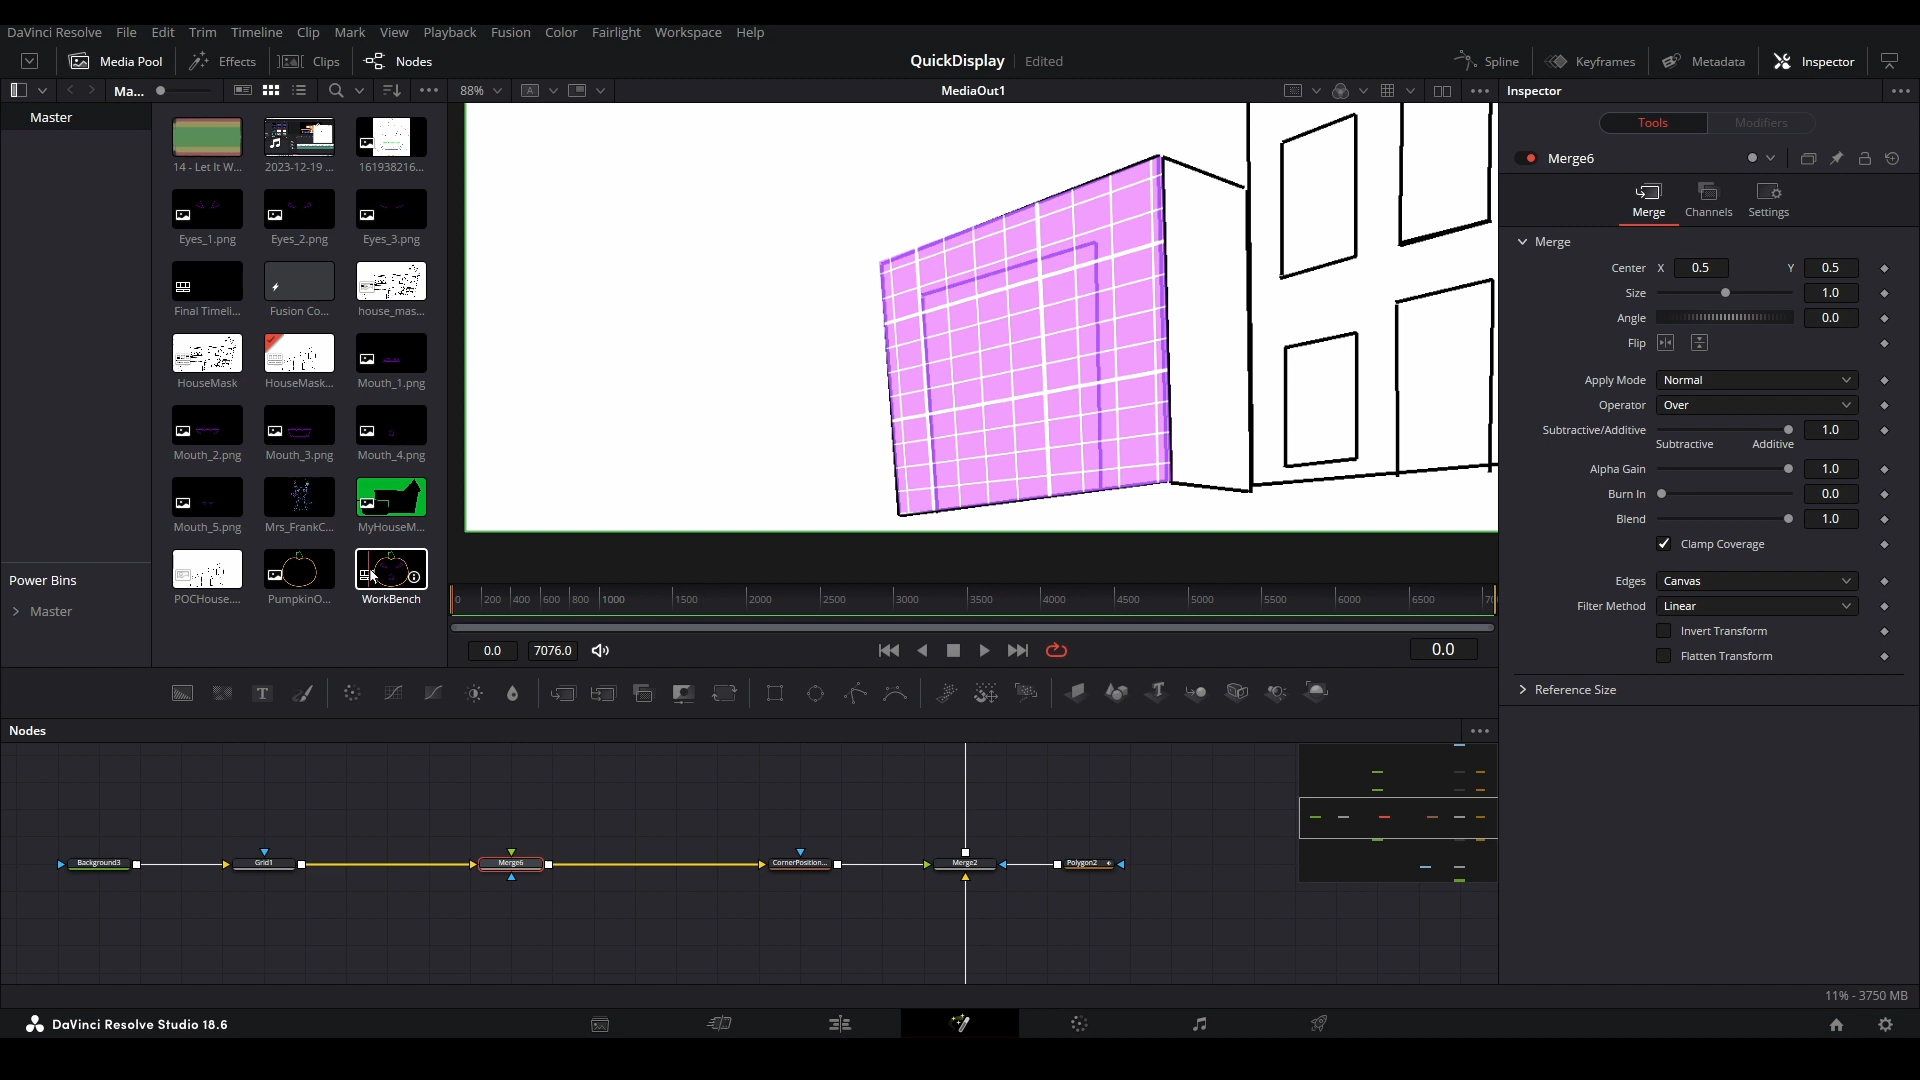 DaVinci Resolve File Edit Trim Timeline Clip Mark View Playback Fusion Color Fairlight Workspace Help
Media Pool Effects Clips Nodes QuickDisplay Edited Spline Keyframes Metadata Inspector
Ma... 88% A MediaOut1 Inspector
Master
14 - Let It W... 2023-12-19 ... 161938216...
Eyes_1.png Eyes_2.png Eyes_3.png
Final Timeli... Fusion Co... house_mas...
HouseMask HouseMask... Mouth_1.png
Mouth_2.png Mouth_3.png Mouth_4.png
Mouth_5.png Mrs_FrankC... MyHouseM...
POCHouse.... PumpkinO... WorkBench
Power Bins
Master
0 200 400 600 800 1000 1500 2000 2500 3000 3500 4000 4500 5000 5500 6000 6500 70
0.0 7076.0 0.0
T T
Nodes
Background3 Grid1 Merge6 CornerPosition... Merge2 Polygon2
Tools Modifiers
Merge6
Merge Channels Settings
Merge
Center X 0.5 Y 0.5
Size 1.0
Angle 0.0
Flip
Apply Mode Normal
Operator Over
Subtractive/Additive 1.0
Subtractive Additive
Alpha Gain 1.0
Burn In 0.0
Blend 1.0
Clamp Coverage
Edges Canvas
Filter Method Linear
Invert Transform
Flatten Transform
Reference Size
11% - 3750 MB
DaVinci Resolve Studio 18.6